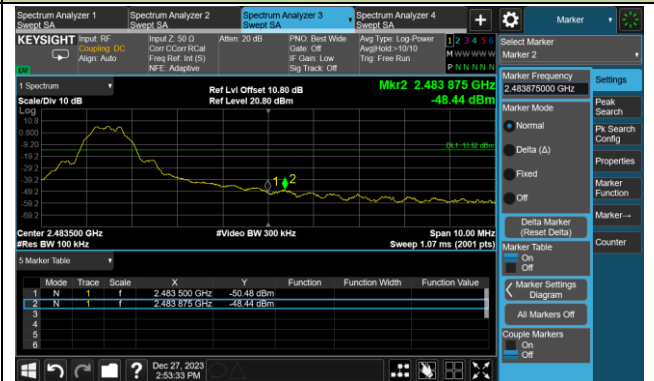 Spectrum Analyzer 1
Swept SA
Spectrum Analyzer 2
Swept SA
Spectrum Analyzer 3
Swept SA
Spectrum Analyzer 4
Swept SA
+
Marker
KEYSIGHT
Input: RF
Coupling: DC
Align: Auto
Input Z: 50 Ω
Corr CCorr RCal
Freq Ref: Int (S)
NFE: Adaptive
Atten: 20 dB
PNO: Best Wide
Gate: Off
IF Gain: Low
Sig Track: Off
Avg Type: Log-Power
Avg|Hold:>10/10
Trig: Free Run
1 2 3 4 5 6
M W W W W W
P N N N N N
Select Marker
Marker 2
1 Spectrum
Scale/Div 10 dB
Ref Lvl Offset 10.80 dB
Ref Level 20.80 dBm
Mkr2 2.483 875 GHz
-48.44 dBm
Log
10.8
0.800
-9.20
-19.2
-29.2
-39.2
-49.2
-59.2
-69.2
DL1 -13.62 dBm
1
2
Center 2.483500 GHz
#Res BW 100 kHz
#Video BW 300 kHz
Span 10.00 MHz
Sweep 1.07 ms (2001 pts)
5 Marker Table
Mode Trace Scale X Y Function Function Width Function Value
1 N 1 f 2.483 500 GHz -50.48 dBm
2 N 1 f 2.483 875 GHz -48.44 dBm
3
4
5
6
Marker Frequency
2.483875000 GHz
Marker Mode
Normal
Delta (Δ)
Fixed
Off
Delta Marker
(Reset Delta)
Marker Table
On
Off
Marker Settings
Diagram
All Markers Off
Couple Markers
On
Off
Settings
Peak
Search
Pk Search
Config
Properties
Marker
Function
Marker→
Counter
?
Dec 27, 2023
2:53:33 PM